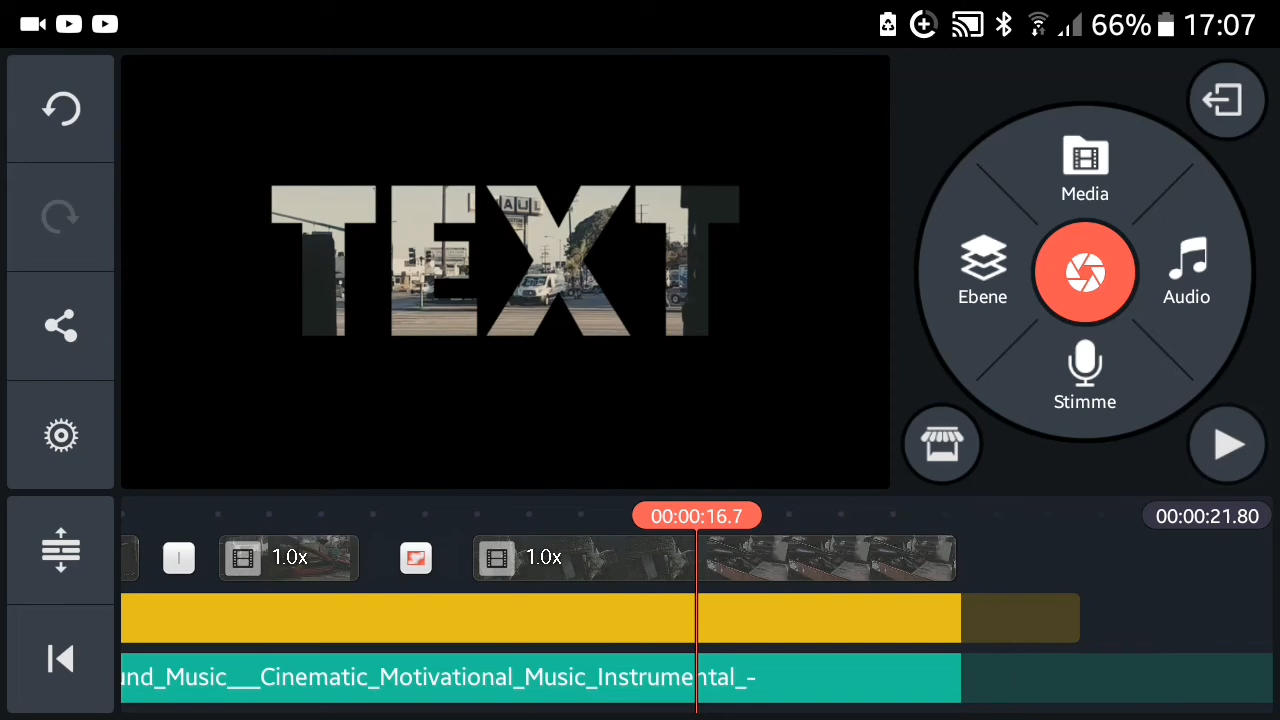 66% 17:07
TEXT
Media
Ebene
Audio
Stimme
00:00:16.7
00:00:21.80
1.0x
1.0x
und_Music___Cinematic_Motivational_Music_Instrumental_-